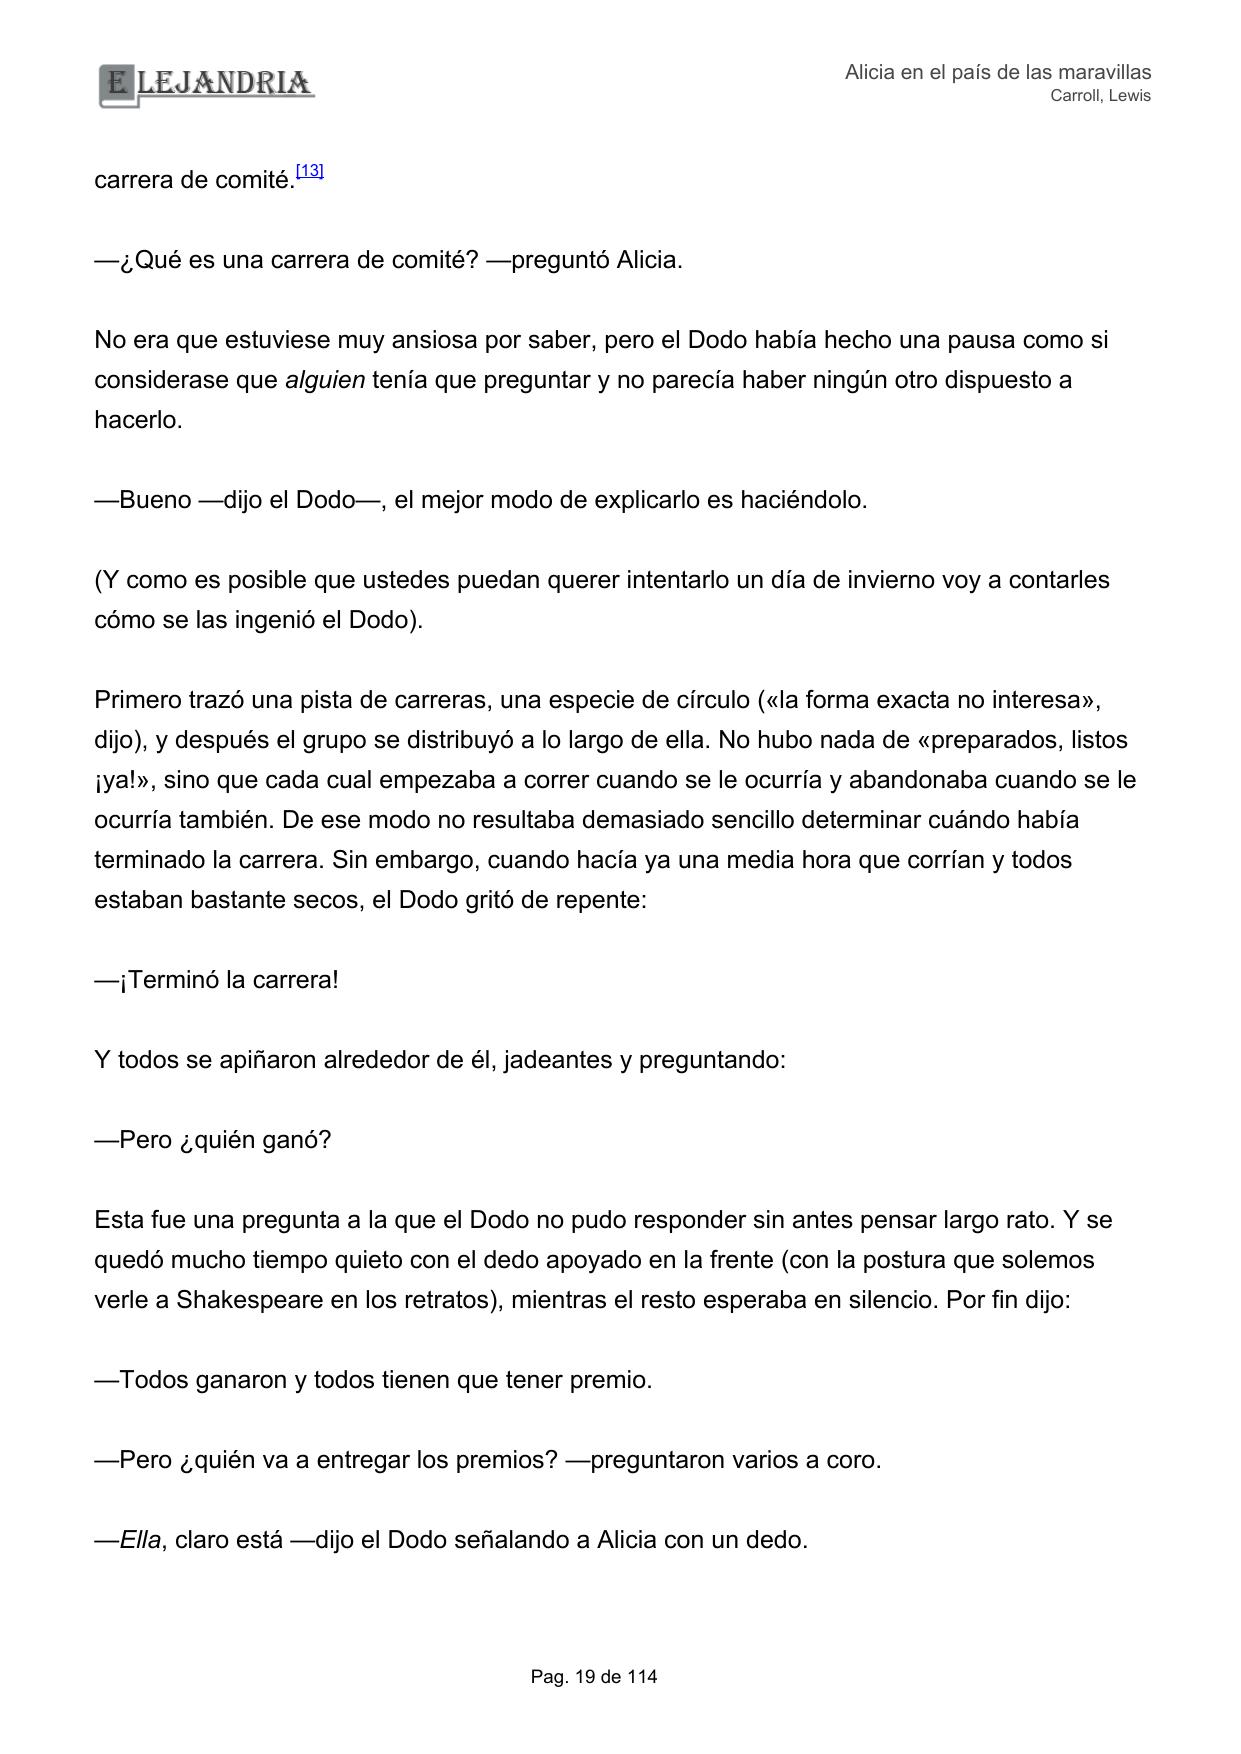 ELEJANDRIA
Alicia en el país de las maravillas
Carroll, Lewis
carrera de comité.[13]
—¿Qué es una carrera de comité? —preguntó Alicia.
No era que estuviese muy ansiosa por saber, pero el Dodo había hecho una pausa como si
considerase que alguien tenía que preguntar y no parecía haber ningún otro dispuesto a
hacerlo.
—Bueno —dijo el Dodo—, el mejor modo de explicarlo es haciéndolo.
(Y como es posible que ustedes puedan querer intentarlo un día de invierno voy a contarles
cómo se las ingenió el Dodo).
Primero trazó una pista de carreras, una especie de círculo («la forma exacta no interesa»,
dijo), y después el grupo se distribuyó a lo largo de ella. No hubo nada de «preparados, listos
¡ya!», sino que cada cual empezaba a correr cuando se le ocurría y abandonaba cuando se le
ocurría también. De ese modo no resultaba demasiado sencillo determinar cuándo había
terminado la carrera. Sin embargo, cuando hacía ya una media hora que corrían y todos
estaban bastante secos, el Dodo gritó de repente:
—¡Terminó la carrera!
Y todos se apiñaron alrededor de él, jadeantes y preguntando:
—Pero ¿quién ganó?
Esta fue una pregunta a la que el Dodo no pudo responder sin antes pensar largo rato. Y se
quedó mucho tiempo quieto con el dedo apoyado en la frente (con la postura que solemos
verle a Shakespeare en los retratos), mientras el resto esperaba en silencio. Por fin dijo:
—Todos ganaron y todos tienen que tener premio.
—Pero ¿quién va a entregar los premios? —preguntaron varios a coro.
—Ella, claro está —dijo el Dodo señalando a Alicia con un dedo.
Pag. 19 de 114